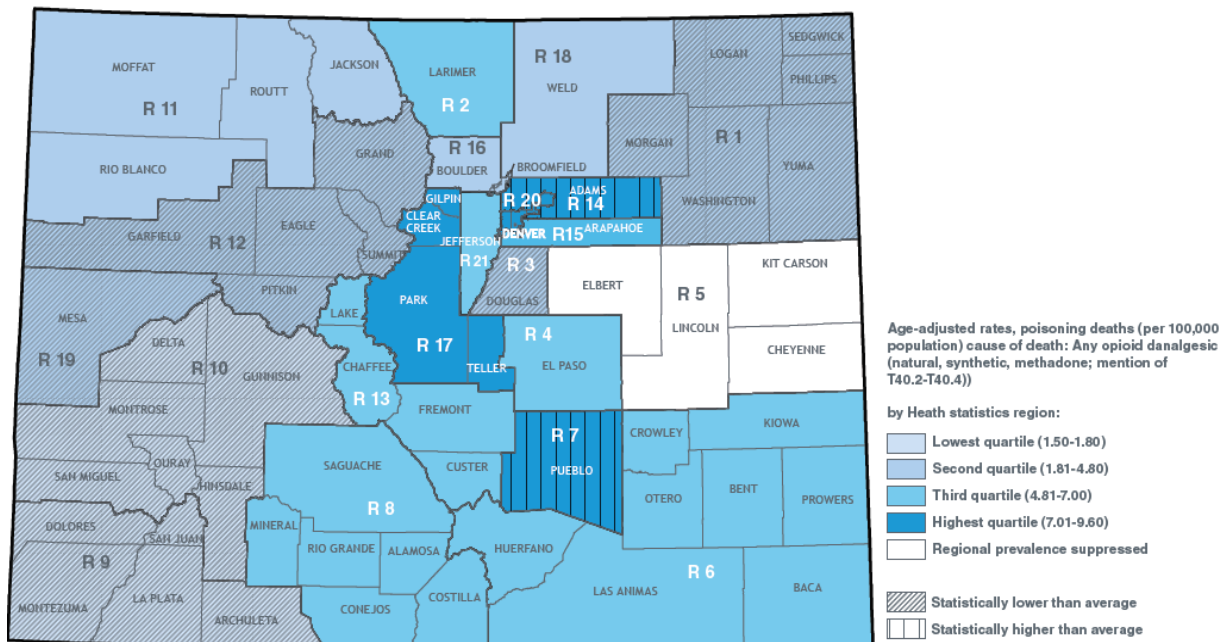 SEDGWICK
LOGAN
PHILLIPS
MOFFAT
JACKSON
LARIMER
R 18
WELD
ROUTT
R 11
R 2
MORGAN
R 1
GRAND
R 16
BOULDER
BROOMFIELD
RIO BLANCO
YUMA
WASHINGTON
GILPIN
ADAMS
R 20
R 14
CLEAR
CREEK
EAGLE
GARFIELD
R 12
SUMMIT
JEFFERSON
DENVER
R15
ARAPAHOE
R 21
R 3
DOUGLAS
KIT CARSON
ELBERT
R 5
LINCOLN
PITKIN
PARK
LAKE
MESA
DELTA
R 19
R 10
GUNNISON
R 17
TELLER
R 4
EL PASO
CHEYENNE
CHAFFEE
R 13
MONTROSE
FREMONT
R 7
PUEBLO
CROWLEY
KIOWA
OURAY
SAN MIGUEL
HINSDALE
SAGUACHE
R 8
CUSTER
OTERO
BENT
PROWERS
DOLORES
SAN JUAN
MINERAL
RIO GRANDE
ALAMOSA
HUERFANO
R 9
R 6
LAS ANIMAS
BACA
MONTEZUMA
LA PLATA
ARCHULETA
CONEJOS
COSTILLA
Age-adjusted rates, poisoning deaths (per 100,000
population) cause of death: Any opioid danalgesic
(natural, synthetic, methadone; mention of
T40.2-T40.4))
by Heath statistics region:
Lowest quartile (1.50-1.80)
Second quartile (1.81-4.80)
Third quartile (4.81-7.00)
Highest quartile (7.01-9.60)
Regional prevalence suppressed
Statistically lower than average
Statistically higher than average